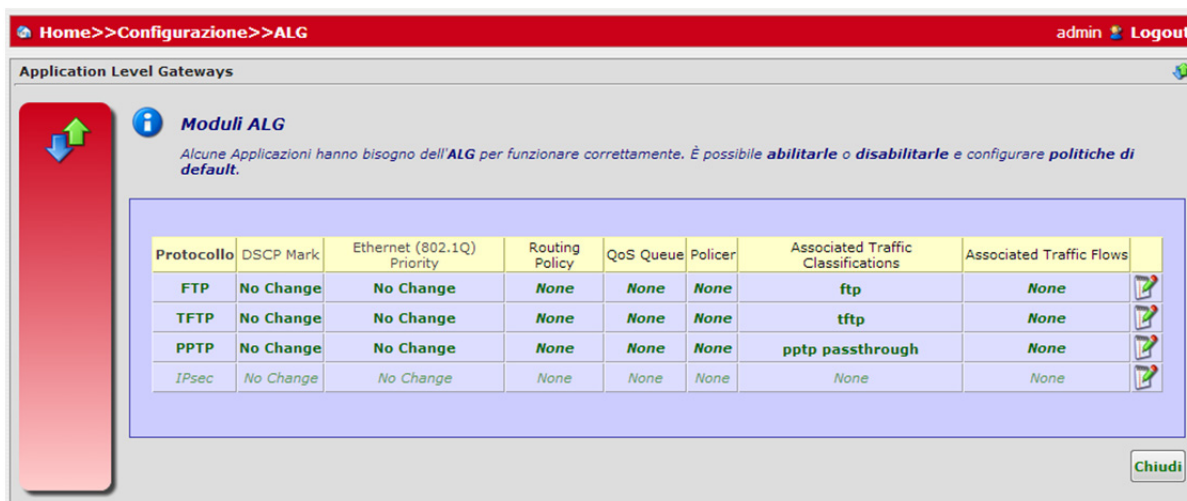 Home>>Configurazione>>ALG admin Logout
Application Level Gateways
Moduli ALG
Alcune Applicazioni hanno bisogno dell'ALG per funzionare correttamente. È possibile abilitarle o disabilitarle e configurare politiche di
default.
Protocollo DSCP Mark Ethernet (802.1Q) Priority Routing Policy QoS Queue Policer Associated Traffic Classifications Associated Traffic Flows
FTP No Change No Change None None None ftp None
TFTP No Change No Change None None None tftp None
PPTP No Change No Change None None None pptp passthrough None
IPsec No Change No Change None None None None None
Chiudi